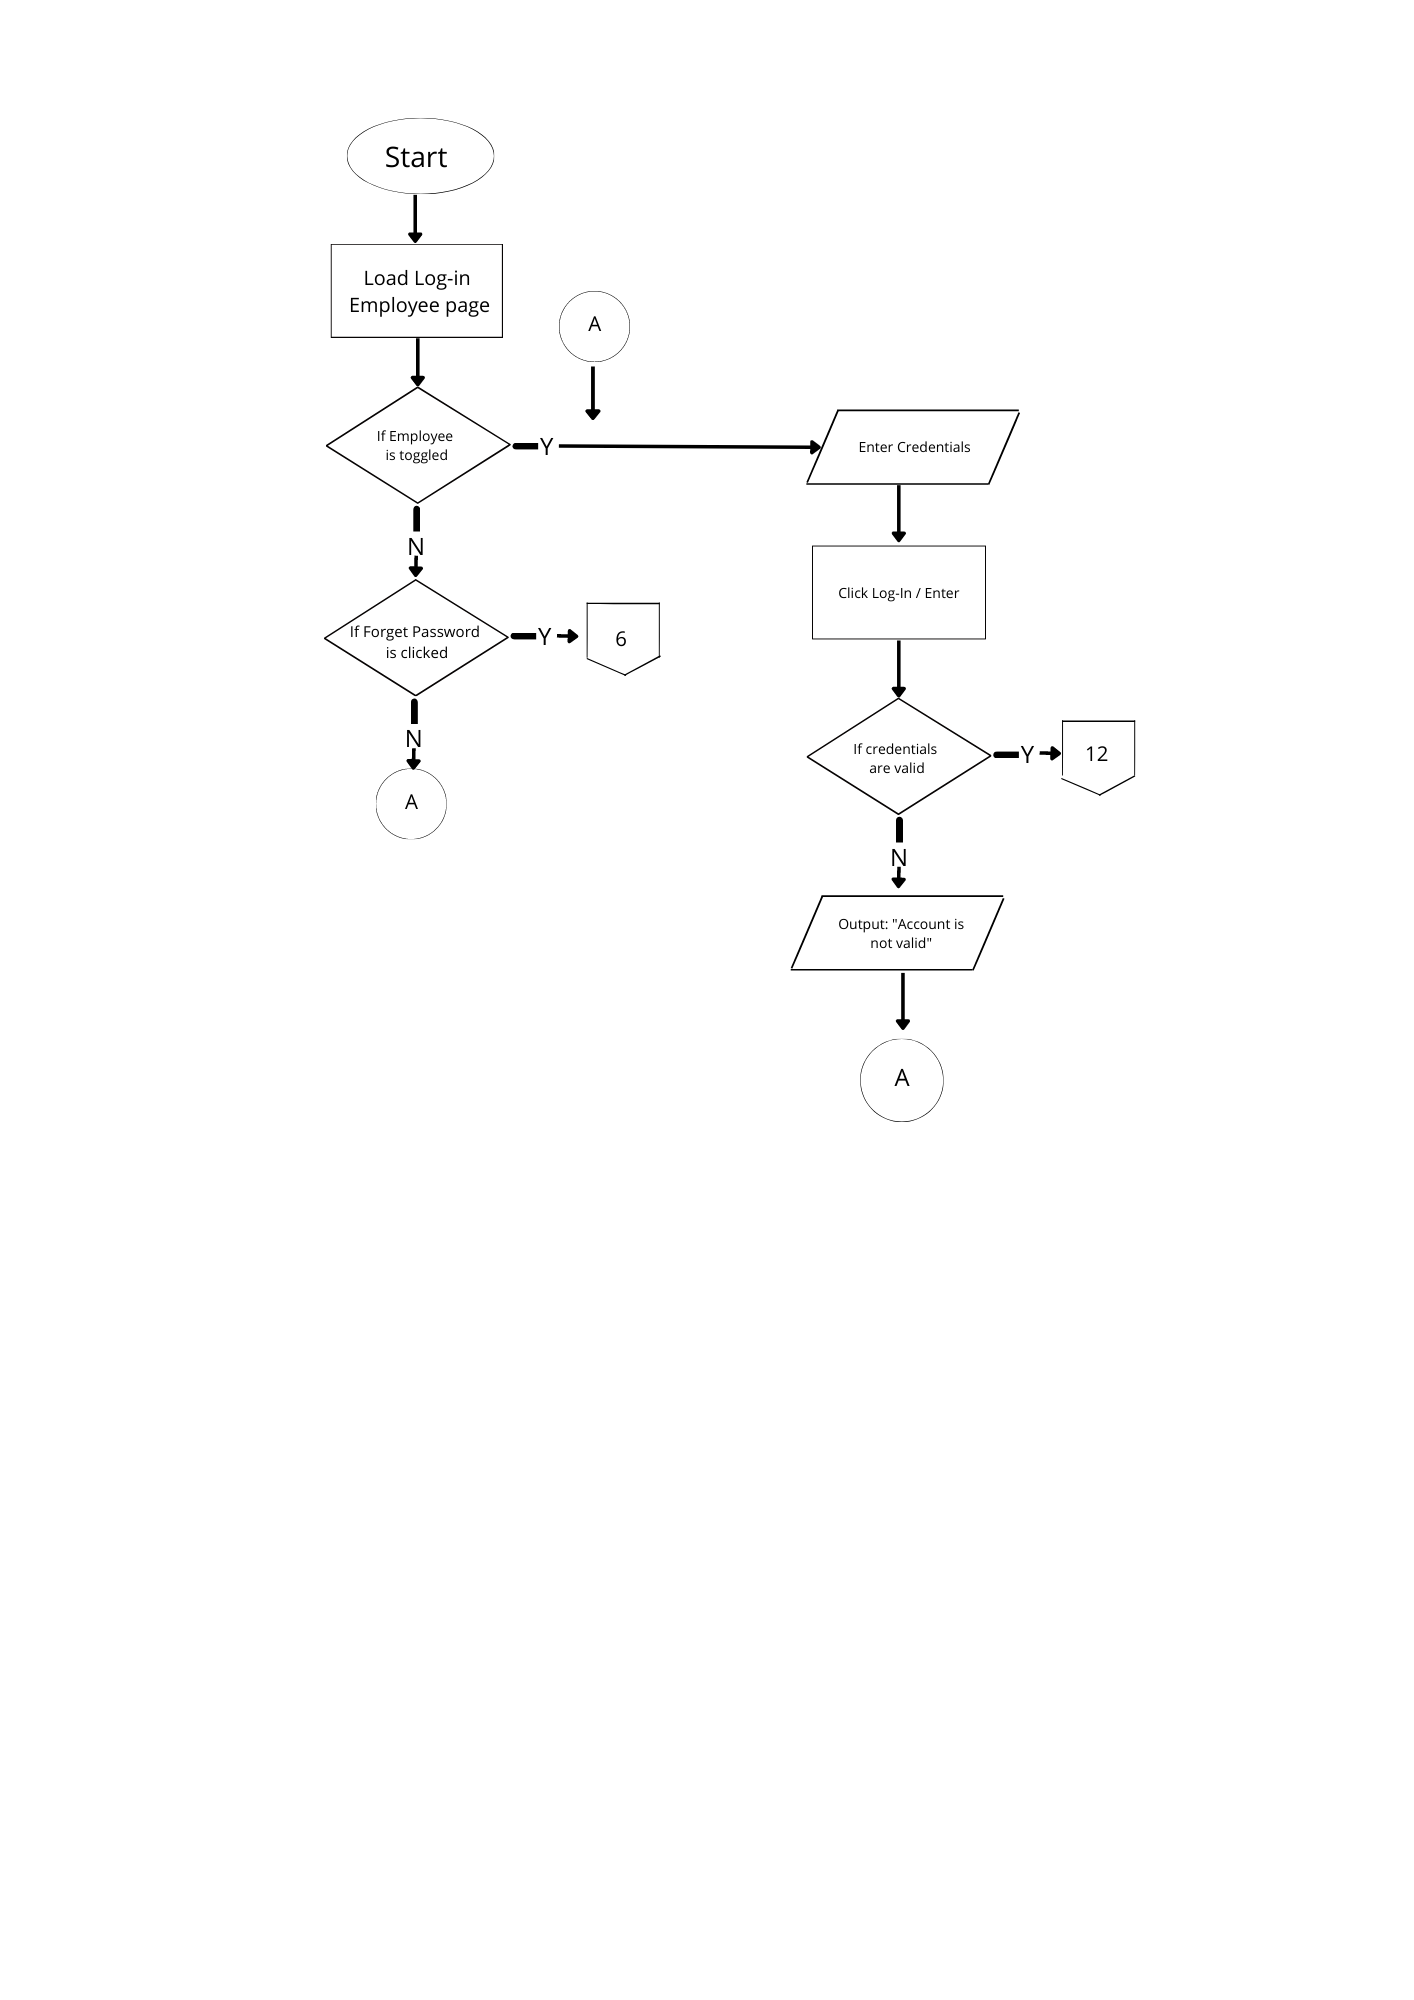 Start
Load Log-in
Employee page
A
If Employee
is toggled
Y
Enter Credentials
N
Click Log-In / Enter
If Forget Password
is clicked
Y
6
N
A
If credentials
are valid
Y
12
N
Output: "Account is
not valid"
A